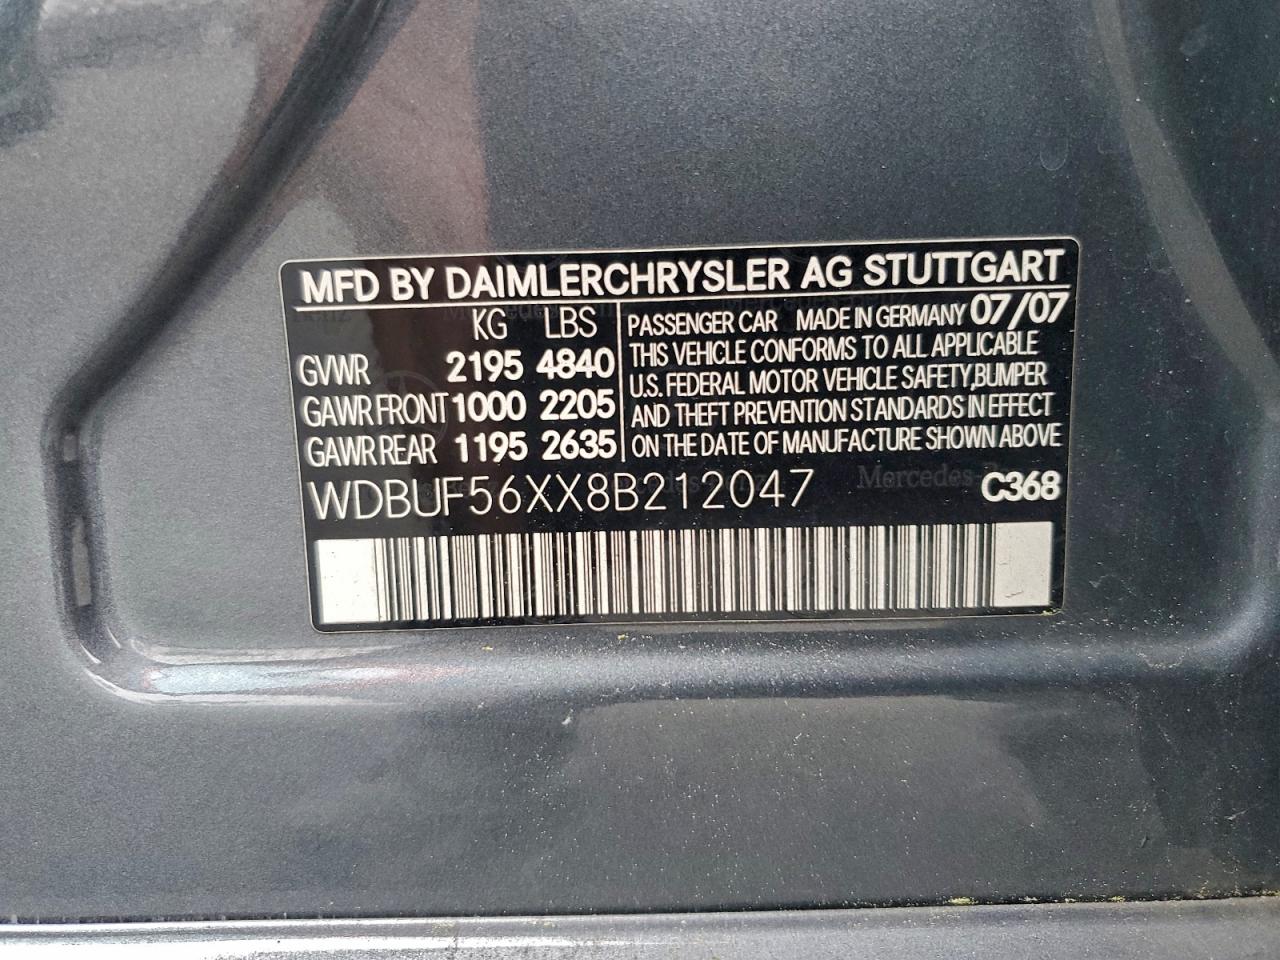 MFD BY DAIMLERCHRYSLER AG STUTTGART
KG LBS
GVWR 2195 4840
GAWR FRONT 1000 2205
GAWR REAR 1195 2635
PASSENGER CAR MADE IN GERMANY 07/07
THIS VEHICLE CONFORMS TO ALL APPLICABLE
U.S. FEDERAL MOTOR VEHICLE SAFETY,BUMPER
AND THEFT PREVENTION STANDARDS IN EFFECT
ON THE DATE OF MANUFACTURE SHOWN ABOVE
WDBUF56XX8B212047
C368